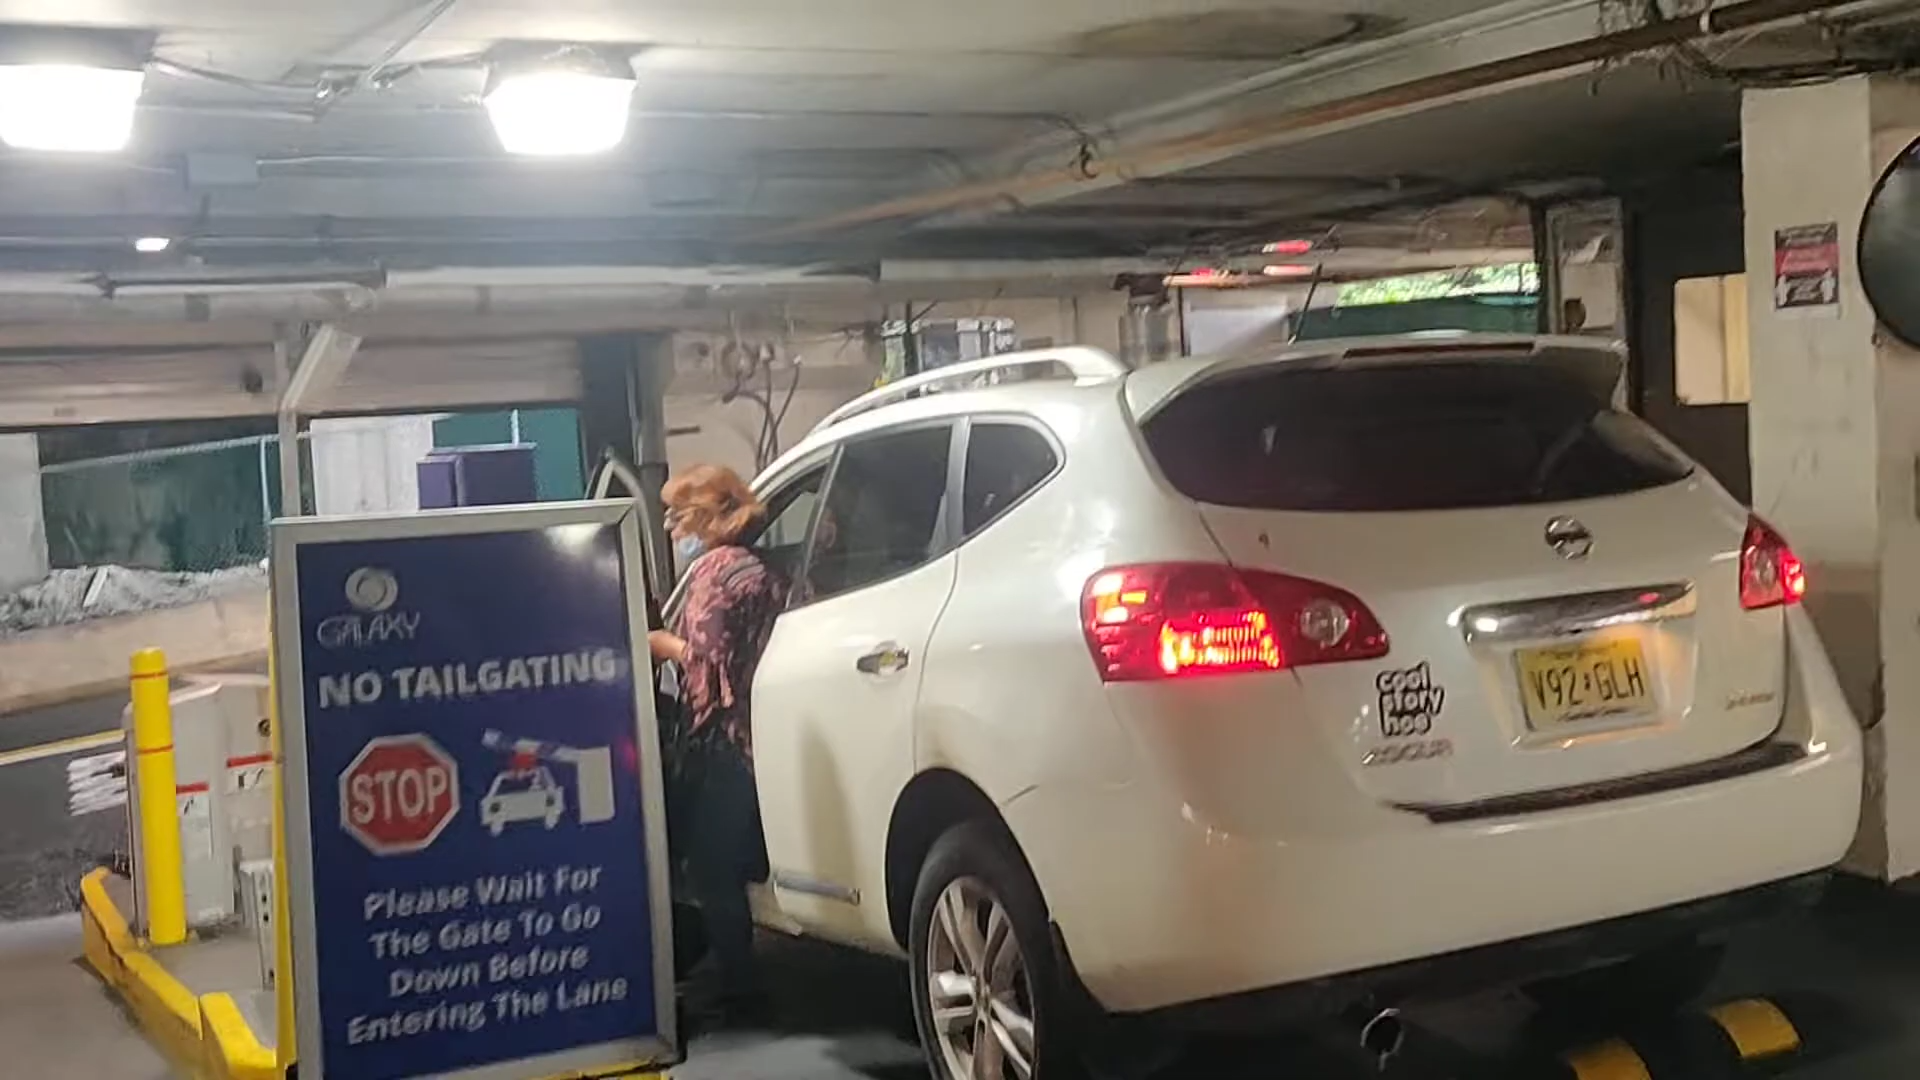 GALAXY
NO TAILGATING
STOP
Please Wait For
The Gate To Go
Down Before
Entering The Lane
cool
story
hoe
V92 GLH